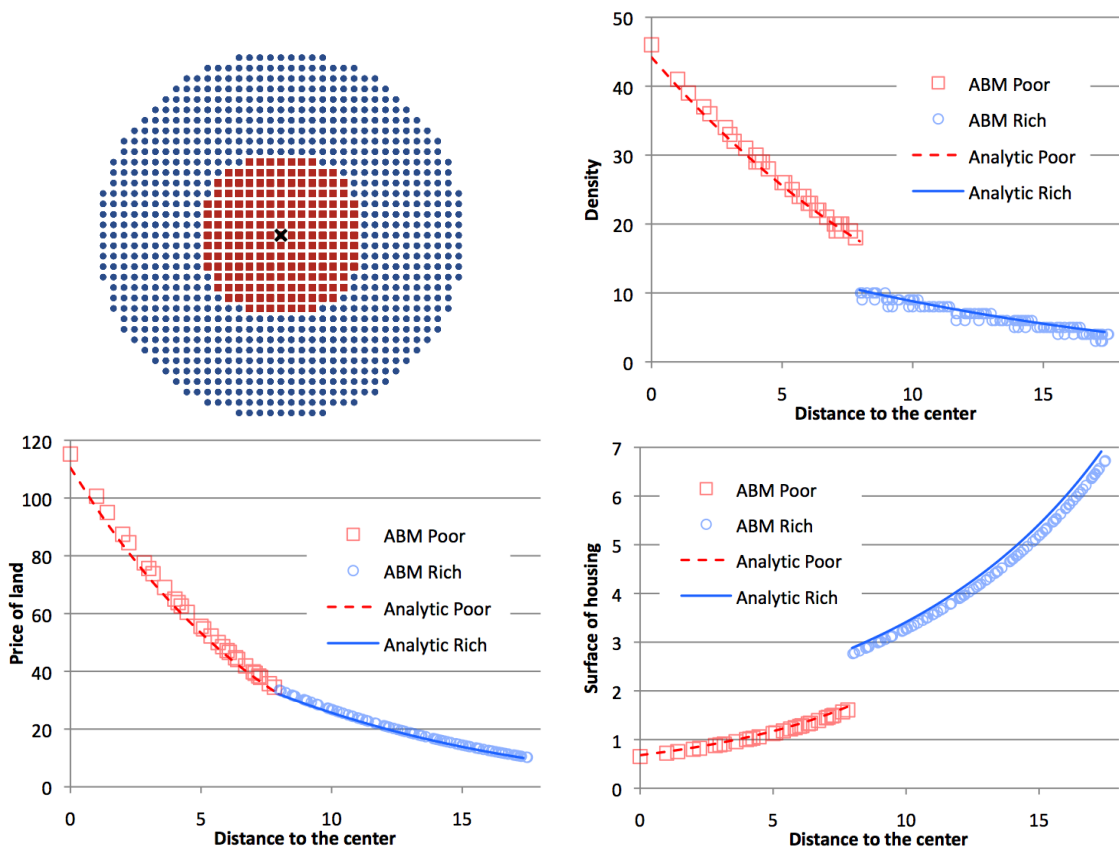 50
40
30
20
10
0
Density
ABM Poor
ABM Rich
Analytic Poor
Analytic Rich
0
5
10
15
Distance to the center
120
100
80
60
40
20
0
Price of land
ABM Poor
ABM Rich
Analytic Poor
Analytic Rich
0
5
10
15
Distance to the center
7
6
5
4
3
2
1
0
Surface of housing
ABM Poor
ABM Rich
Analytic Poor
Analytic Rich
0
5
10
15
Distance to the center